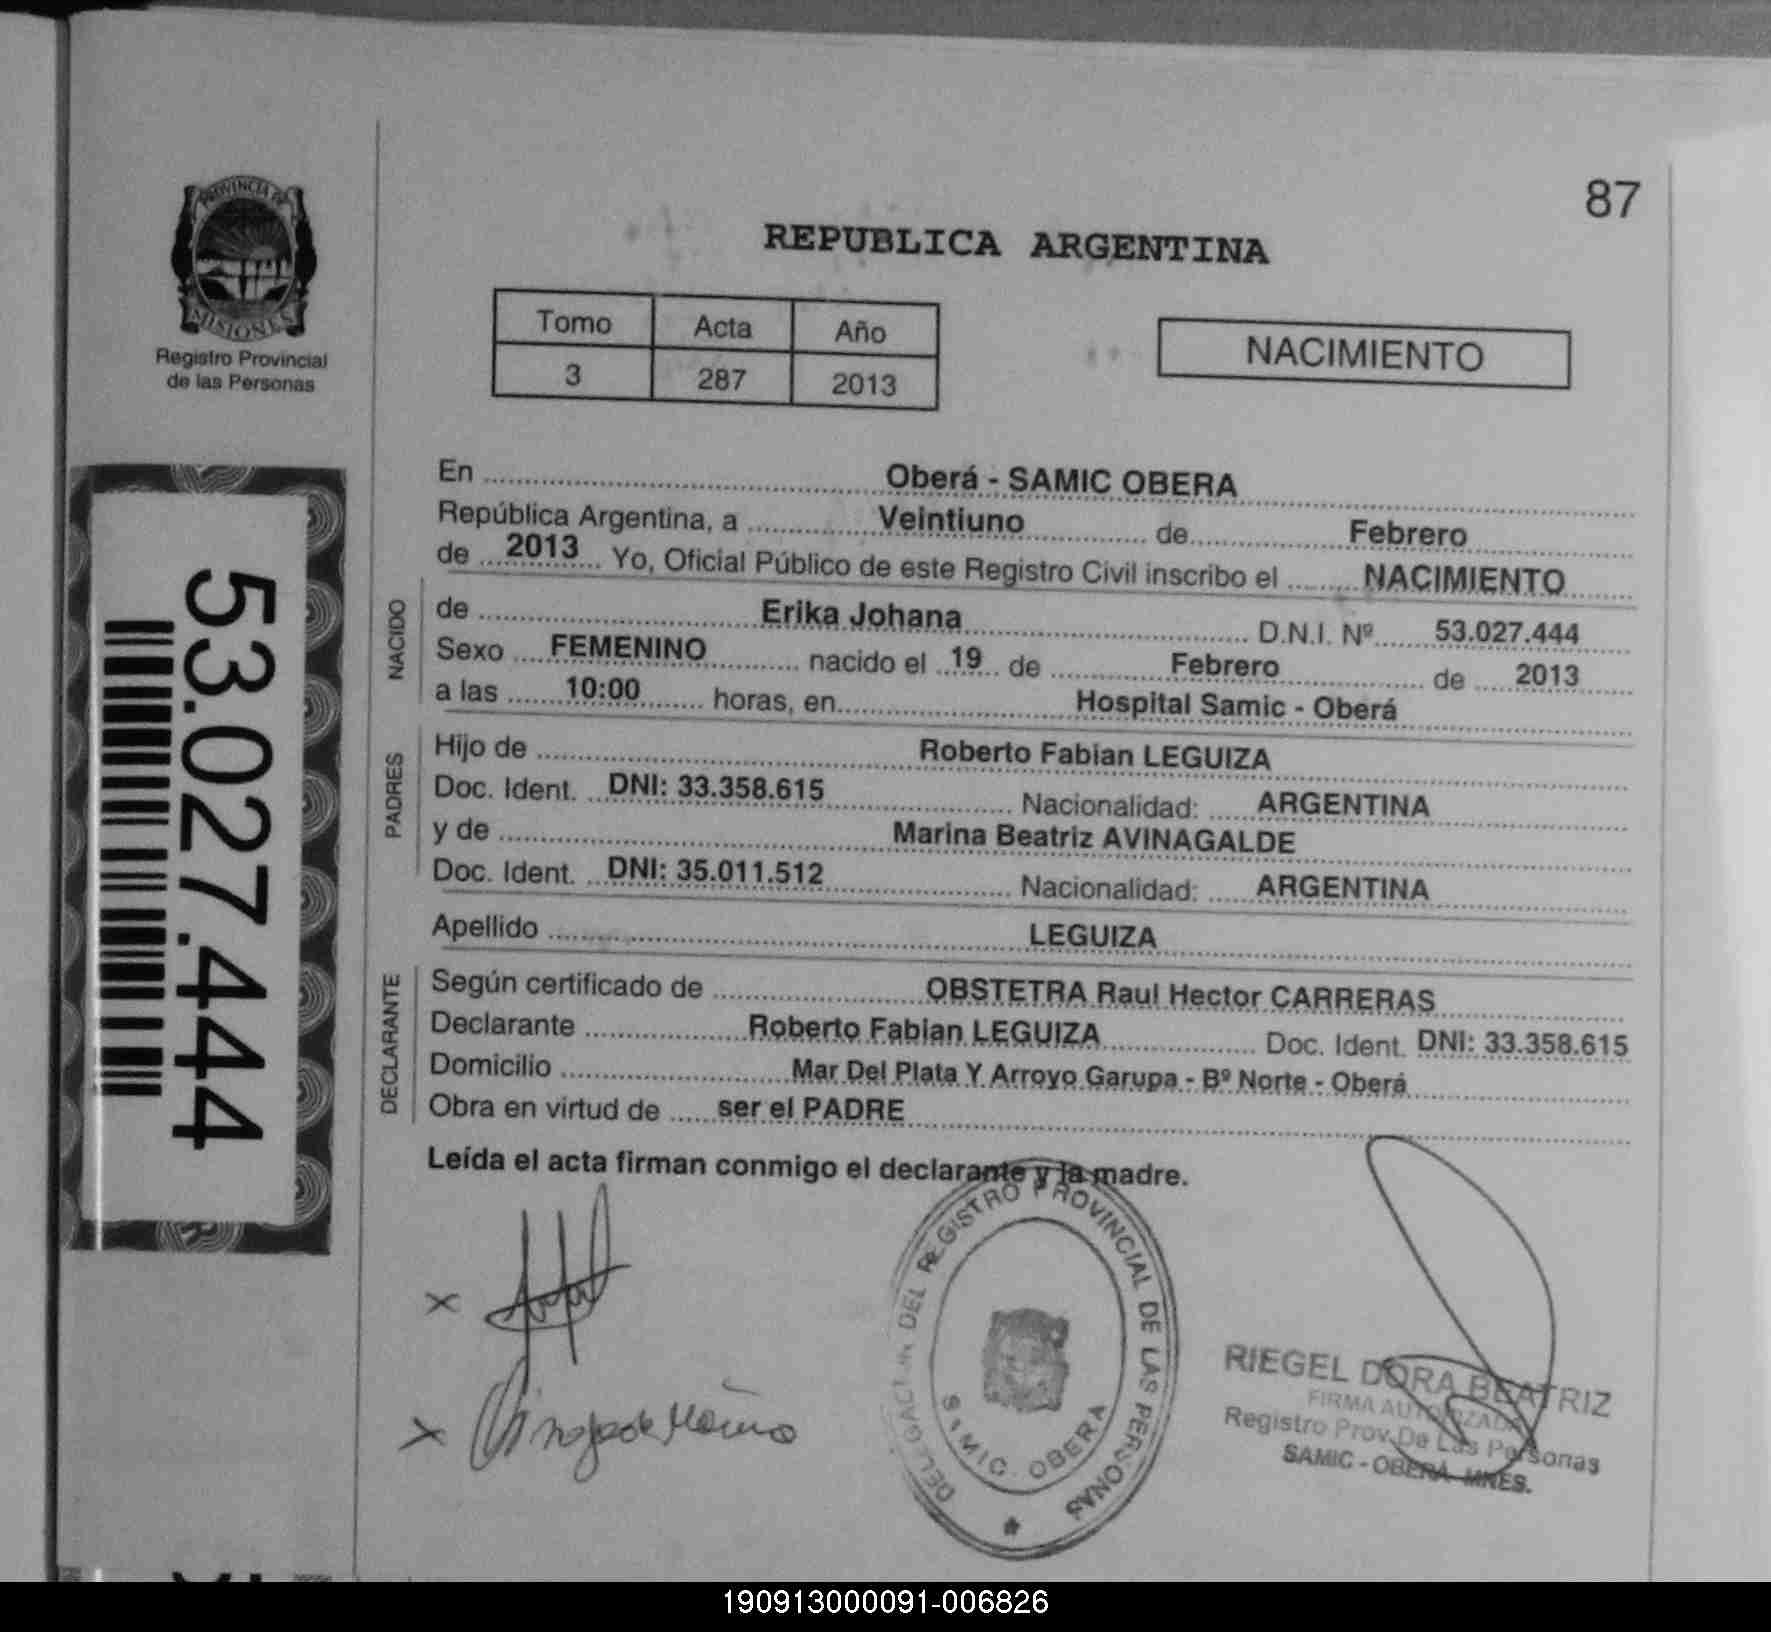 87
PROVINCIA DE
MISIONES
Registro Provincial
de las Personas
REPUBLICA ARGENTINA
Tomo Acta Año
3 287 2013
NACIMIENTO
53.027.444
En Oberá - SAMIC OBERA
República Argentina, a Veintiuno de Febrero
de 2013 Yo, Oficial Público de este Registro Civil inscribo el NACIMIENTO
NACIDO
de Erika Johana D.N.I. Nº 53.027.444
Sexo FEMENINO nacido el 19 de Febrero de 2013
a las 10:00 horas, en Hospital Samic - Oberá
PADRES
Hijo de Roberto Fabian LEGUIZA
Doc. Ident. DNI: 33.358.615 Nacionalidad: ARGENTINA
y de Marina Beatriz AVINAGALDE
Doc. Ident. DNI: 35.011.512 Nacionalidad: ARGENTINA
Apellido LEGUIZA
DECLARANTE
Según certificado de OBSTETRA Raul Hector CARRERAS
Declarante Roberto Fabian LEGUIZA Doc. Ident. DNI: 33.358.615
Domicilio Mar Del Plata Y Arroyo Garupa - Bº Norte - Oberá
Obra en virtud de ser el PADRE
Leída el acta firman conmigo el declarante y la madre.
DELEGACION DEL REGISTRO PROVINCIAL DE LAS PERSONAS
SAMIC. OBERA
RIEGEL DORA BEATRIZ
FIRMA AUTORIZADA
Registro Prov. De Las Personas
SAMIC - OBERÁ MNES.
190913000091-006826